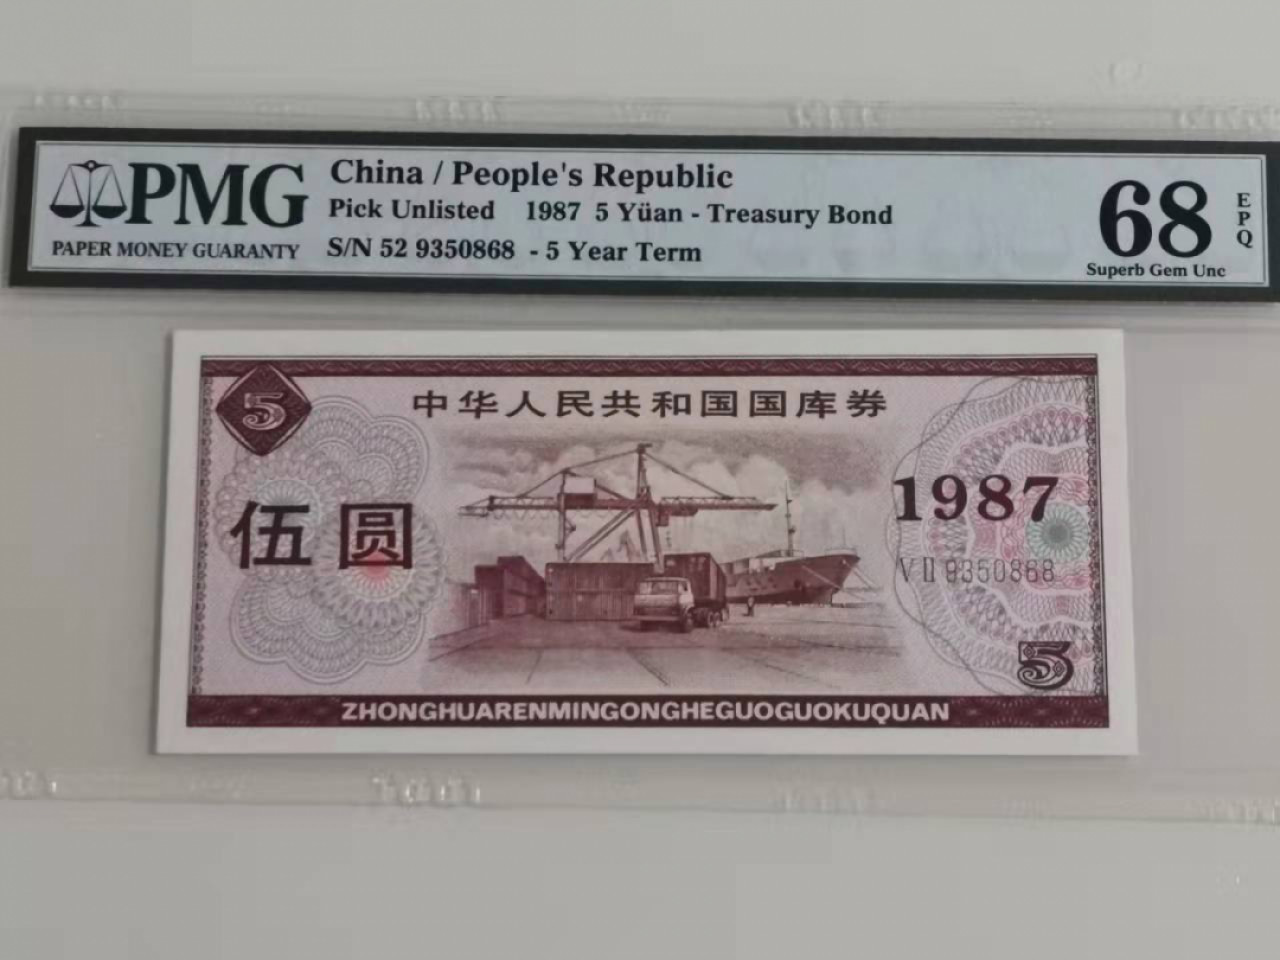 PMG
PAPER MONEY GUARANTY
China / People's Republic
Pick Unlisted 1987 5 Yüan - Treasury Bond
S/N 52 9350868 - 5 Year Term
68
EPQ
Superb Gem Unc
5
中华人民共和国国库券
伍圆
1987
VII 9350868
5
ZHONGHUARENMINGONGHEGUOGUOKUQUAN